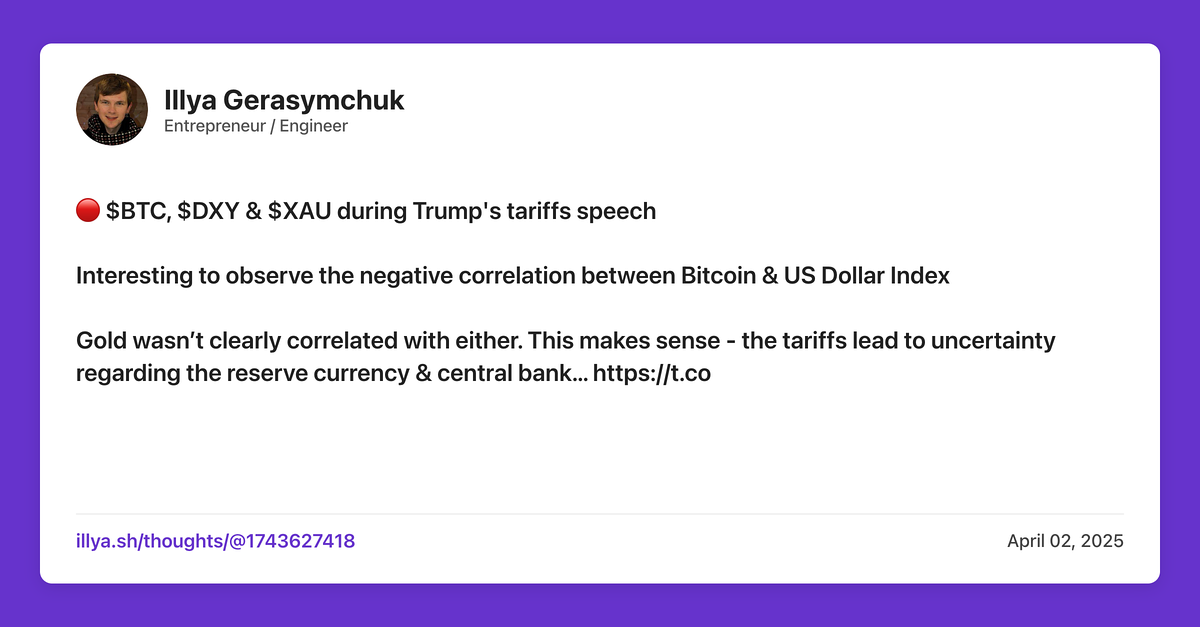 Illya Gerasymchuk
Entrepreneur / Engineer
🔴 $BTC, $DXY & $XAU during Trump's tariffs speech
Interesting to observe the negative correlation between Bitcoin & US Dollar Index
Gold wasn’t clearly correlated with either. This makes sense - the tariffs lead to uncertainty
regarding the reserve currency & central bank... https://t.co
illya.sh/thoughts/@1743627418
April 02, 2025